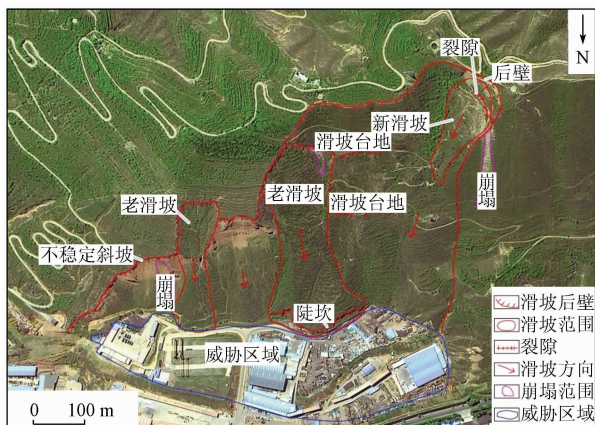 裂隙
N
后壁
新滑坡
滑坡台地
崩塌
老滑坡
滑坡台地
老滑坡
不稳定斜坡
崩塌
陡坎
威胁区域
滑坡后壁
滑坡范围
裂隙
滑坡方向
崩塌范围
威胁区域
0 100 m